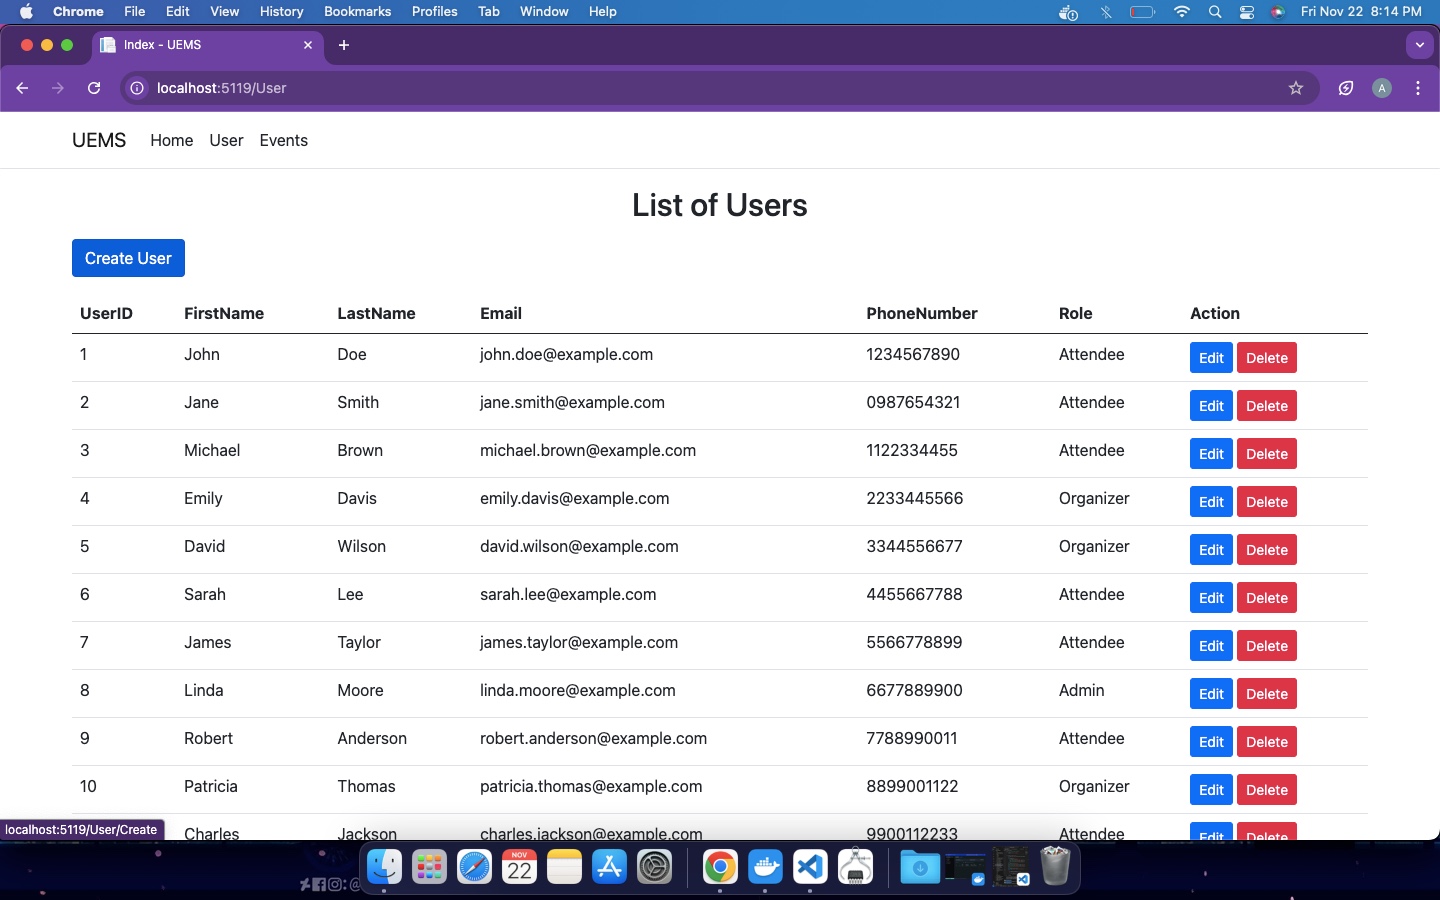 Chrome File Edit View History Bookmarks Profiles Tab Window Help Fri Nov 22 8:14 PM
Index - UEMS
localhost:5119/User A
UEMS Home User Events
List of Users
Create User
UserID FirstName LastName Email PhoneNumber Role Action
1 John Doe john.doe@example.com 1234567890 Attendee Edit Delete
2 Jane Smith jane.smith@example.com 0987654321 Attendee Edit Delete
3 Michael Brown michael.brown@example.com 1122334455 Attendee Edit Delete
4 Emily Davis emily.davis@example.com 2233445566 Organizer Edit Delete
5 David Wilson david.wilson@example.com 3344556677 Organizer Edit Delete
6 Sarah Lee sarah.lee@example.com 4455667788 Attendee Edit Delete
7 James Taylor james.taylor@example.com 5566778899 Attendee Edit Delete
8 Linda Moore linda.moore@example.com 6677889900 Admin Edit Delete
9 Robert Anderson robert.anderson@example.com 7788990011 Attendee Edit Delete
10 Patricia Thomas patricia.thomas@example.com 8899001122 Organizer Edit Delete
Charles Jackson charles.jackson@example.com 9900112233 Attendee Edit Delete
localhost:5119/User/Create
NOV
22